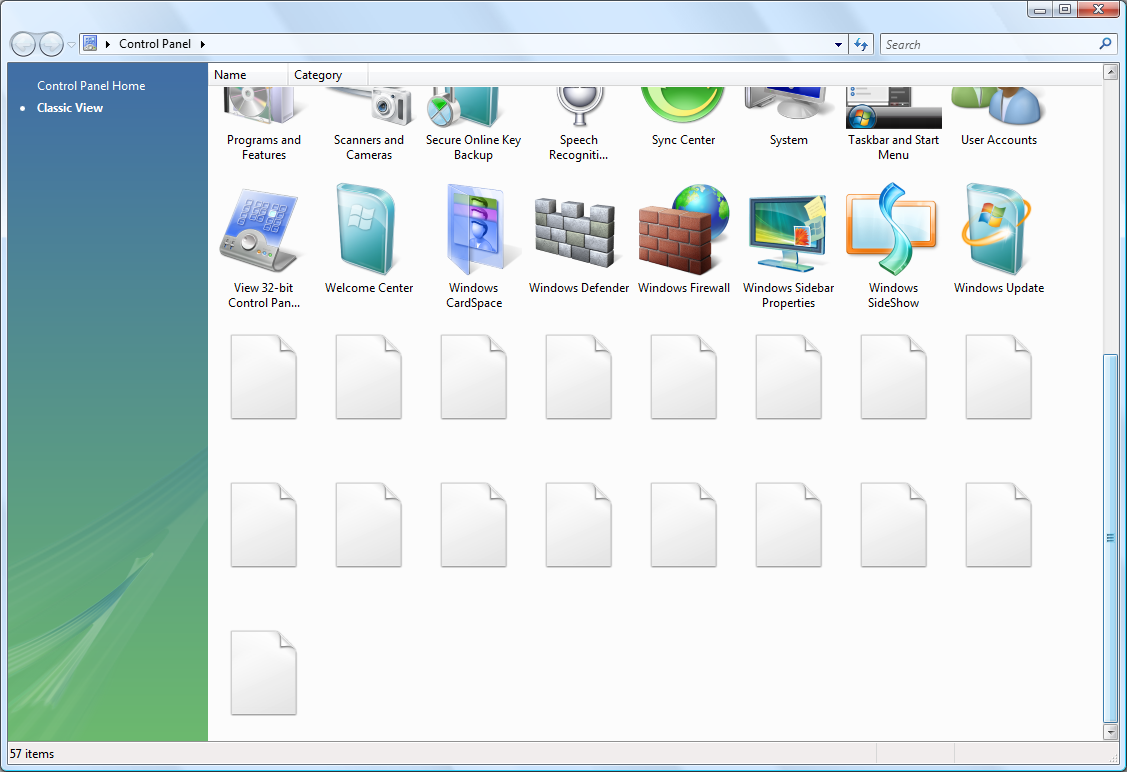 Control Panel
Search
Control Panel Home
Classic View
Name Category
Programs and Features
Scanners and Cameras
Secure Online Key Backup
Speech Recogniti...
Sync Center
System
Taskbar and Start Menu
User Accounts
View 32-bit Control Pan...
Welcome Center
Windows CardSpace
Windows Defender
Windows Firewall
Windows Sidebar Properties
Windows SideShow
Windows Update
57 items